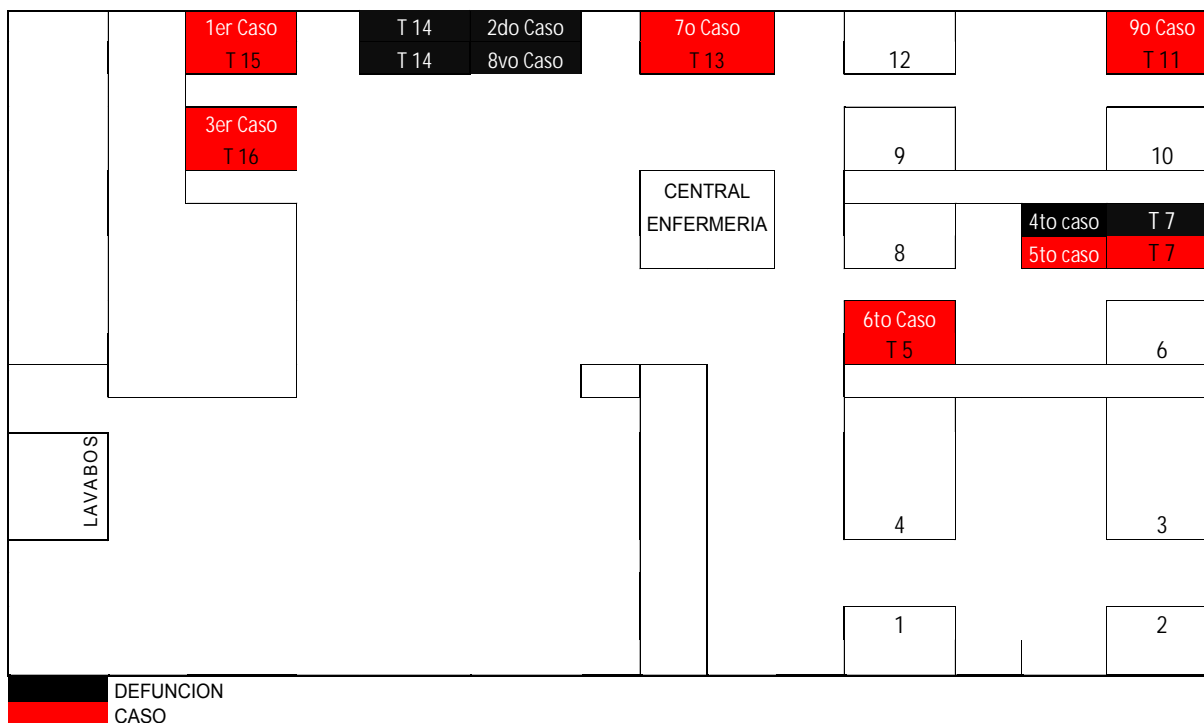 1er Caso T 14 2do Caso 7o Caso 9o Caso
T 15 T 14 8vo Caso T 13 12 T 11
3er Caso
T 16 9 10
CENTRAL
ENFERMERIA 4to caso T 7
8 5to caso T 7
6to Caso
T 5 6
LAVABOS
4 3
1 2
DEFUNCION
CASO